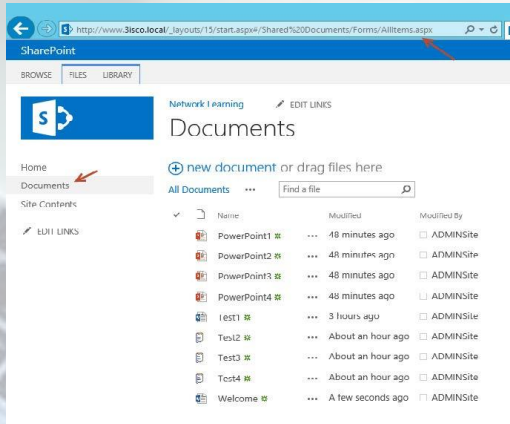 http://www.3isco.local/_layouts/15/start.aspx#/Shared%20Documents/Forms/AllItems.aspx
SharePoint
BROWSE FILES LIBRARY
Network Learning EDIT LINKS
S
Documents
new document or drag files here
Home
Documents
All Documents ••• Find a file
Site Contents
Name Modified Modified By
EDIT LINKS
PowerPoint1 ••• 48 minutes ago ADMINSite
PowerPoint2 ••• 48 minutes ago ADMINSite
PowerPoint3 ••• 48 minutes ago ADMINSite
PowerPoint4 ••• 48 minutes ago ADMINSite
Test1 ••• 3 hours ago ADMINSite
Test2 ••• About an hour ago ADMINSite
Test3 ••• About an hour ago ADMINSite
Test4 ••• About an hour ago ADMINSite
Welcome ••• A few seconds ago ADMINSite